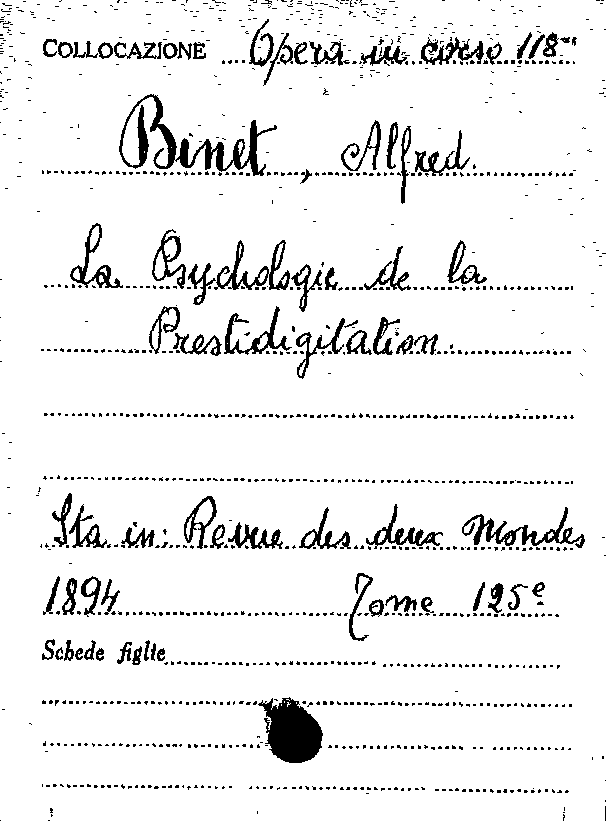 COLLOCAZIONE Opera in corso 118
Binet, Alfred.
La Psychologie de la
Prestidigitation.
Sta in: Revue des deux Mondes
1894 Tome 125e
Schede figlie